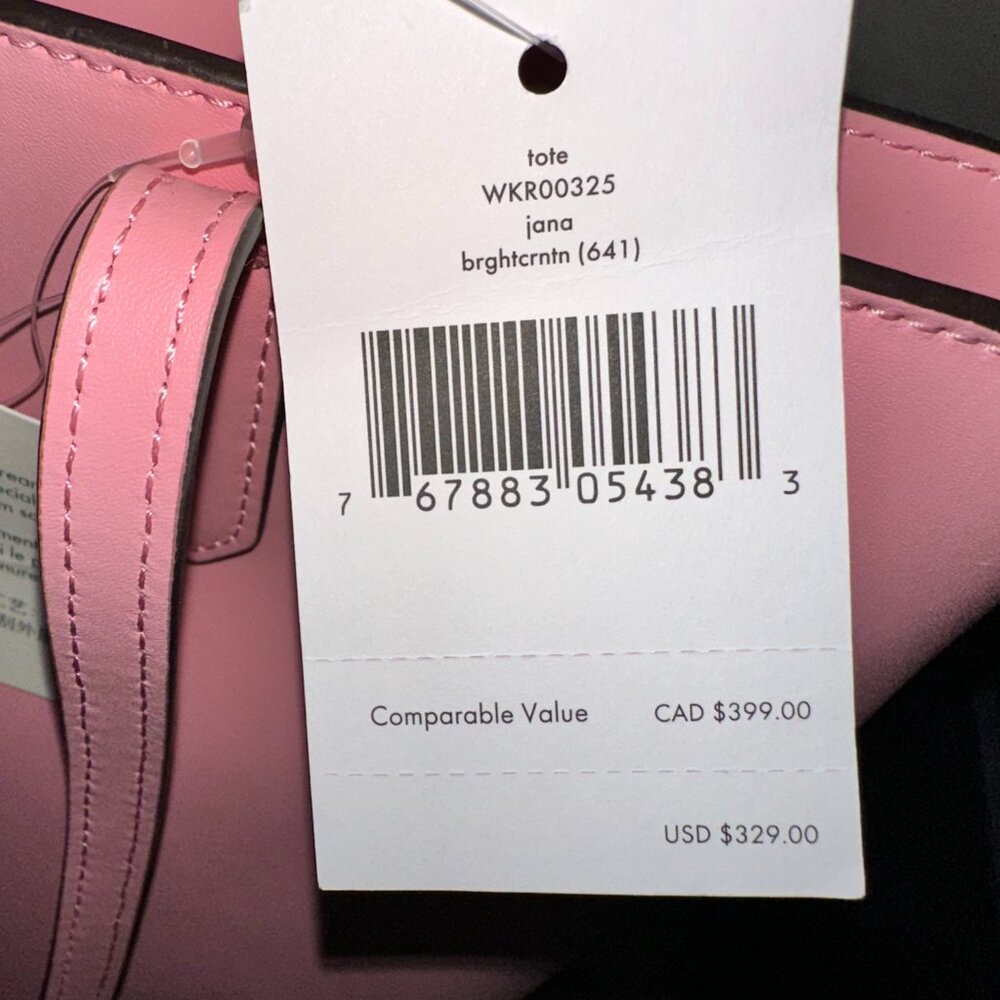 tote
WKR00325
jana
brghtcrntn (641)
7 67883 05438 3
Comparable Value CAD $399.00
USD $329.00